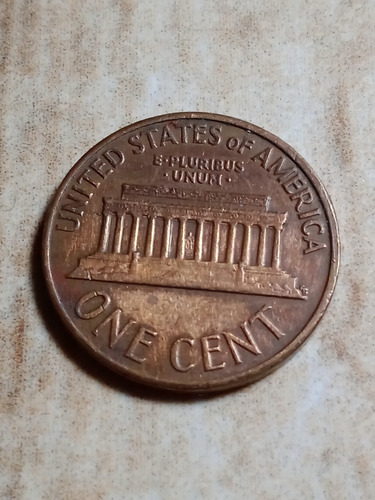 UNITED STATES OF AMERICA
E·PLURIBUS
·UNUM·
ONE CENT